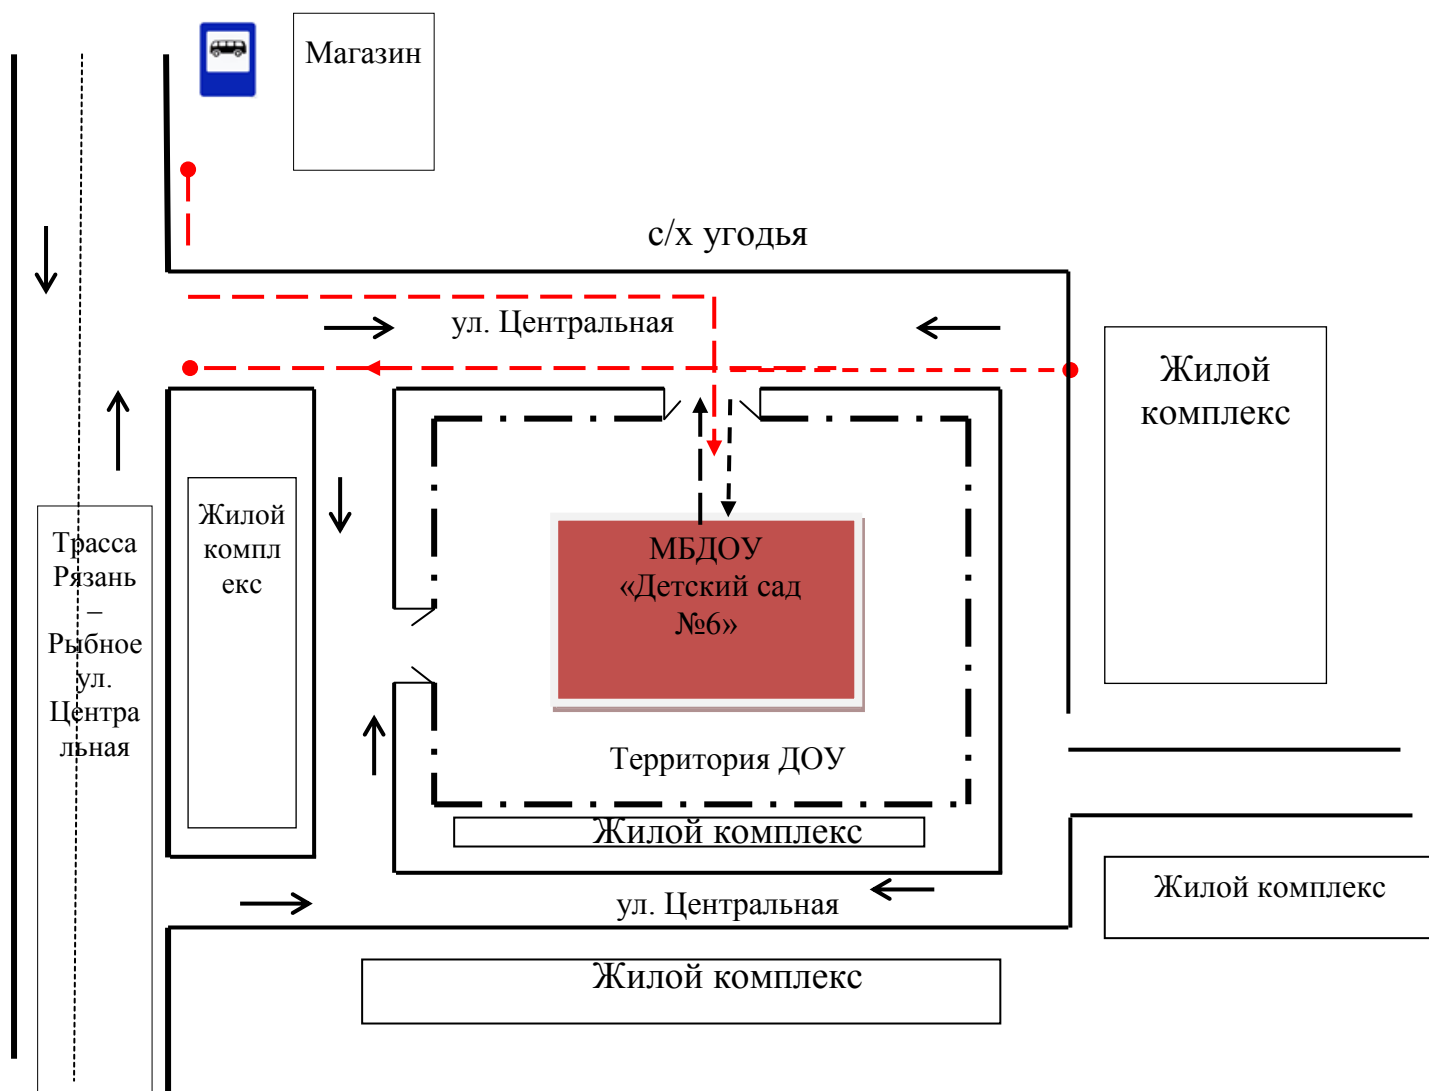 Магазин
с/х угодья
ул. Центральная
Жилой
комплекс
Жилой
компл
екс
Трасса
Рязань
–
Рыбное
ул.
Центра
льная
МБДОУ
«Детский сад
№6»
Территория ДОУ
Жилой комплекс
Жилой комплекс
ул. Центральная
Жилой комплекс